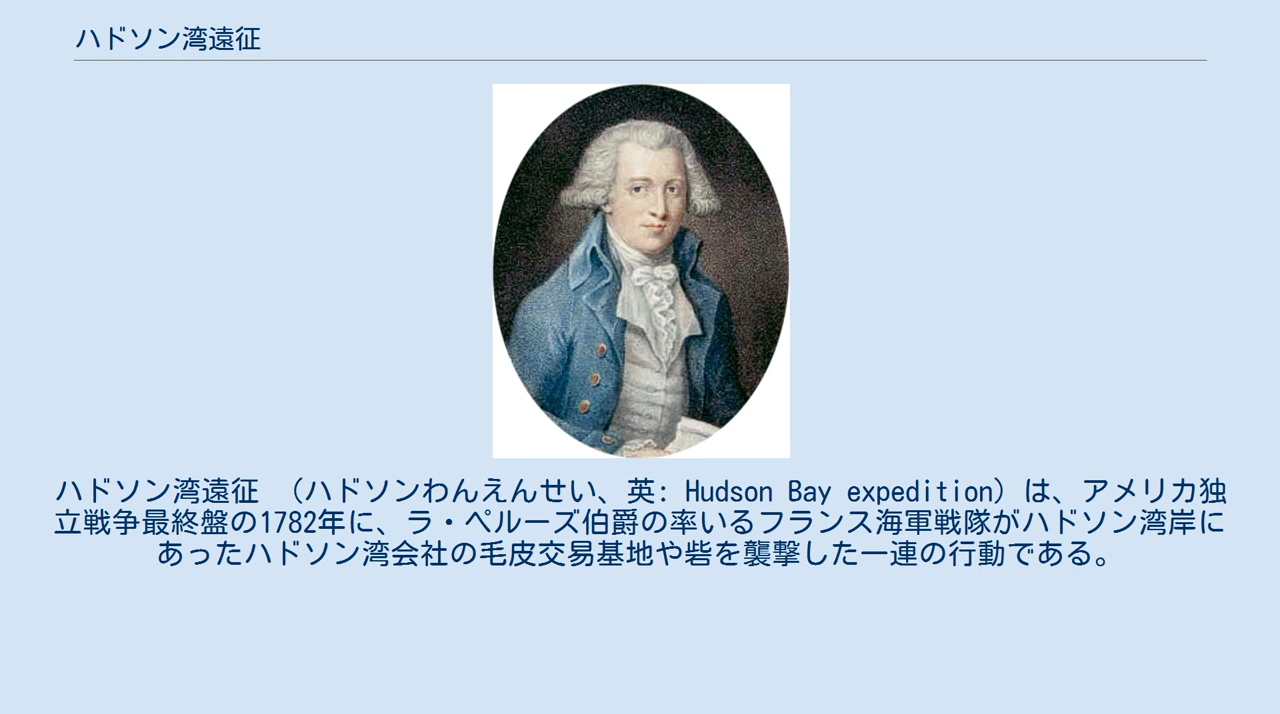 ハドソン湾遠征
ハドソン湾遠征　（ハドソンわんえんせい、英: Hudson Bay expedition）は、アメリカ独
立戦争最終盤の1782年に、ラ・ペルーズ伯爵の率いるフランス海軍戦隊がハドソン湾岸に
あったハドソン湾会社の毛皮交易基地や砦を襲撃した一連の行動である。